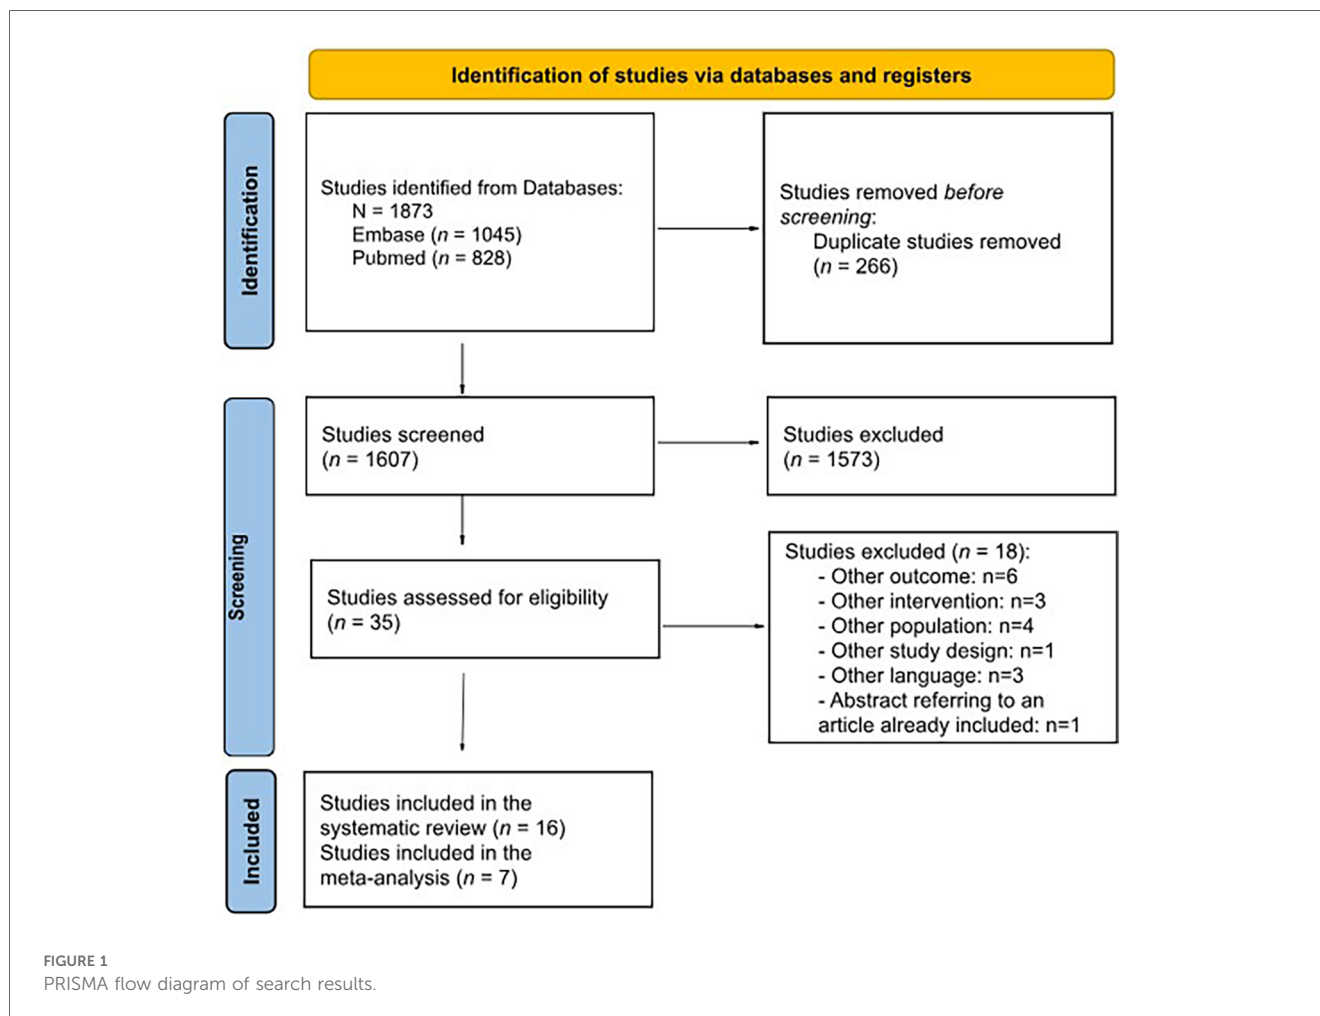 Identification of studies via databases and registers
Identification
Studies identified from Databases:
N = 1873
Embase (n = 1045)
Pubmed (n = 828)
Studies removed before
screening:
Duplicate studies removed
(n = 266)
Screening
Studies screened
(n = 1607)
Studies excluded
(n = 1573)
Studies assessed for eligibility
(n = 35)
Studies excluded (n = 18):
- Other outcome: n=6
- Other intervention: n=3
- Other population: n=4
- Other study design: n=1
- Other language: n=3
- Abstract referring to an
article already included: n=1
Included
Studies included in the
systematic review (n = 16)
Studies included in the
meta-analysis (n = 7)
FIGURE 1
PRISMA flow diagram of search results.